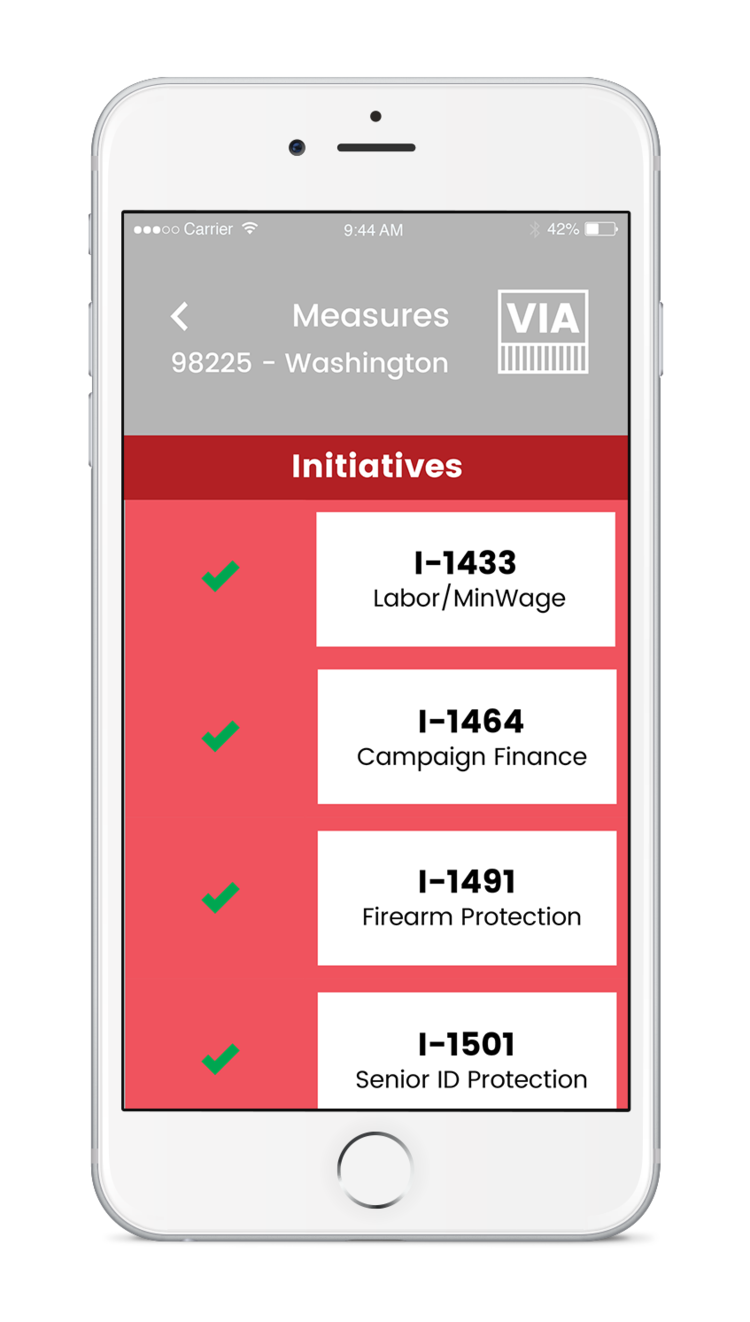 Carrier 9:44 AM 42%
Measures
98225 - Washington
VIA
Initiatives
I-1433
Labor/MinWage
I-1464
Campaign Finance
I-1491
Firearm Protection
I-1501
Senior ID Protection